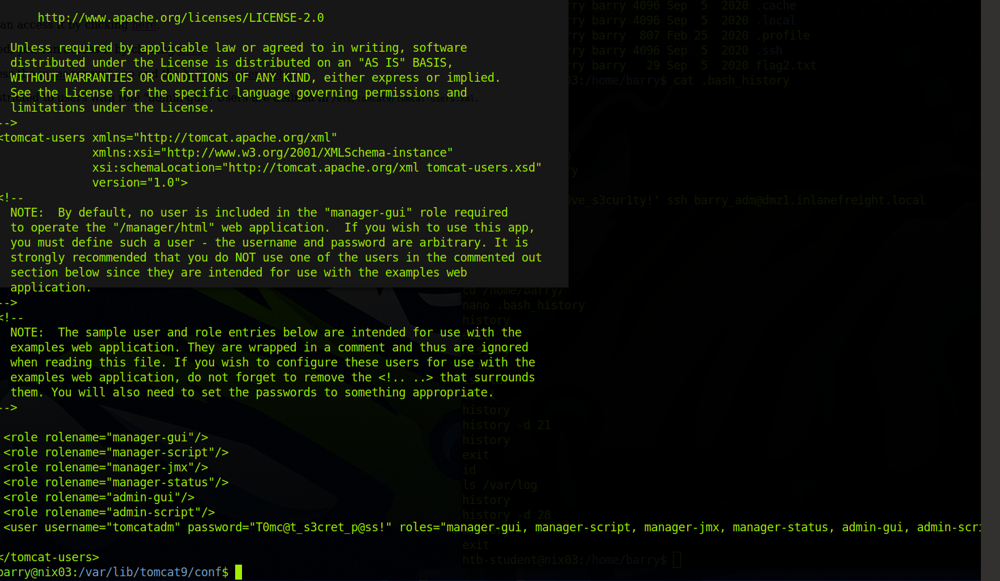 http://www.apache.org/licenses/LICENSE-2.0
an access it by clicking here.
Unless required by applicable law or agreed to in writing, software
distributed under the License is distributed on an "AS IS" BASIS,
WITHOUT WARRANTIES OR CONDITIONS OF ANY KIND, either express or implied.
See the License for the specific language governing permissions and
limitations under the License.
-->
<tomcat-users xmlns="http://tomcat.apache.org/xml"
xmlns:xsi="http://www.w3.org/2001/XMLSchema-instance"
xsi:schemaLocation="http://tomcat.apache.org/xml tomcat-users.xsd"
version="1.0">
<!--
NOTE:  By default, no user is included in the "manager-gui" role required
to operate the "/manager/html" web application.  If you wish to use this app,
you must define such a user - the username and password are arbitrary. It is
strongly recommended that you do NOT use one of the users in the commented out
section below since they are intended for use with the examples web
application.
-->
<!--
NOTE:  The sample user and role entries below are intended for use with the
examples web application. They are wrapped in a comment and thus are ignored
when reading this file. If you wish to configure these users for use with the
examples web application, do not forget to remove the <!.. ..> that surrounds
them. You will also need to set the passwords to something appropriate.
-->
<role rolename="manager-gui"/>
<role rolename="manager-script"/>
<role rolename="manager-jmx"/>
<role rolename="manager-status"/>
<role rolename="admin-gui"/>
<role rolename="admin-script"/>
<user username="tomcatadm" password="T0mc@t_s3cret_p@ss!" roles="manager-gui, manager-script, manager-jmx, manager-status, admin-gui, admin-scri
</tomcat-users>
barry@nix03:/var/lib/tomcat9/conf$
rry barry 4096 Sep  5  2020 .cache
rry barry 4096 Sep  5  2020 .local
rry barry  807 Feb 25  2020 .profile
rry barry 4096 Sep  5  2020 .ssh
rry barry   29 Sep  5  2020 flag2.txt
03:/home/barry$ cat .bash_history
ve_s3cur1ty!' ssh barry_adm@dmz1.inlanefreight.local
cd /home/barry/
nano .bash_history
history
history
history -d 21
history
exit
id
ls /var/log
history
history -d 28
exit
htb-student@nix03:/home/barry$